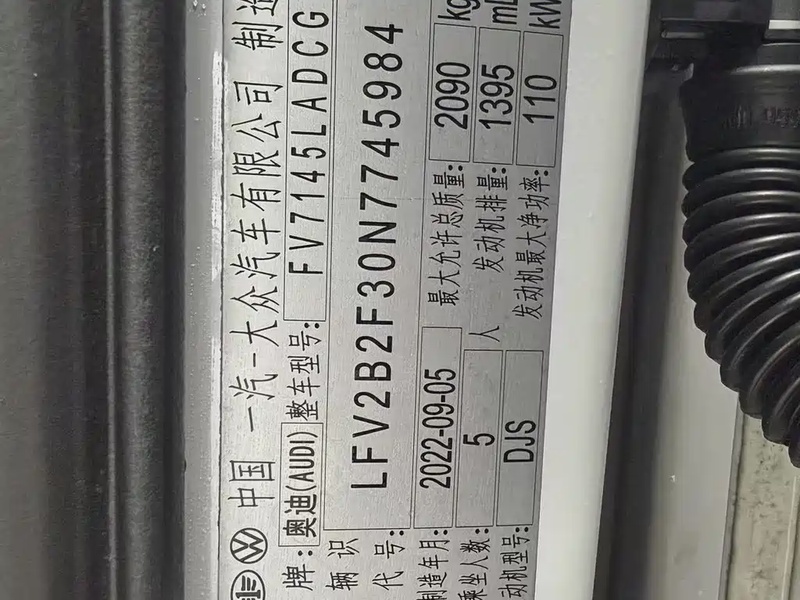 中国 一汽-大众汽车有限公司 制造
牌: 奥迪(AUDI) 整车型号: FV7145LADCG
车辆识别代号: LFV2B2F30N7745984
制造年月: 2022-09-05 最大允许总质量: 2090 kg
乘坐人数: 5 人 发动机排量: 1395 mL
发动机型号: DJS 发动机最大净功率: 110 kW